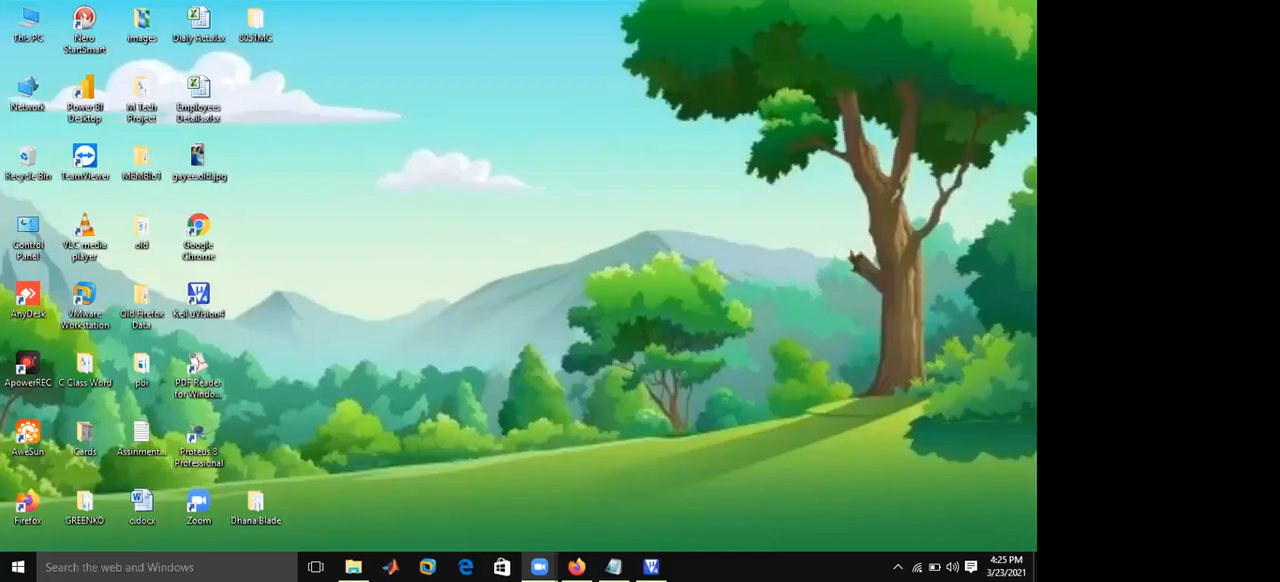 This PC
Nero
StartSmart
images
Dialy Act.xlsx
8051MC
Network
Power BI
Desktop
M Tech
Project
Employees
Details.xlsx
Recycle Bin
TeamViewer
gayee.old.jpg
Control
Panel
VLC media
player
old
Google
Chrome
AnyDesk
VMware
Workstation
Old Firefox
Data
Keil uVision4
ApowerREC
C Class Word
pbi
PDF Reader
for Windo...
AweSun
Cards
Assinment...
Proteus 8
Professional
Firefox
GREENKO
c.docx
Zoom
Dhana Blade
Search the web and Windows
4:25 PM
3/23/2021